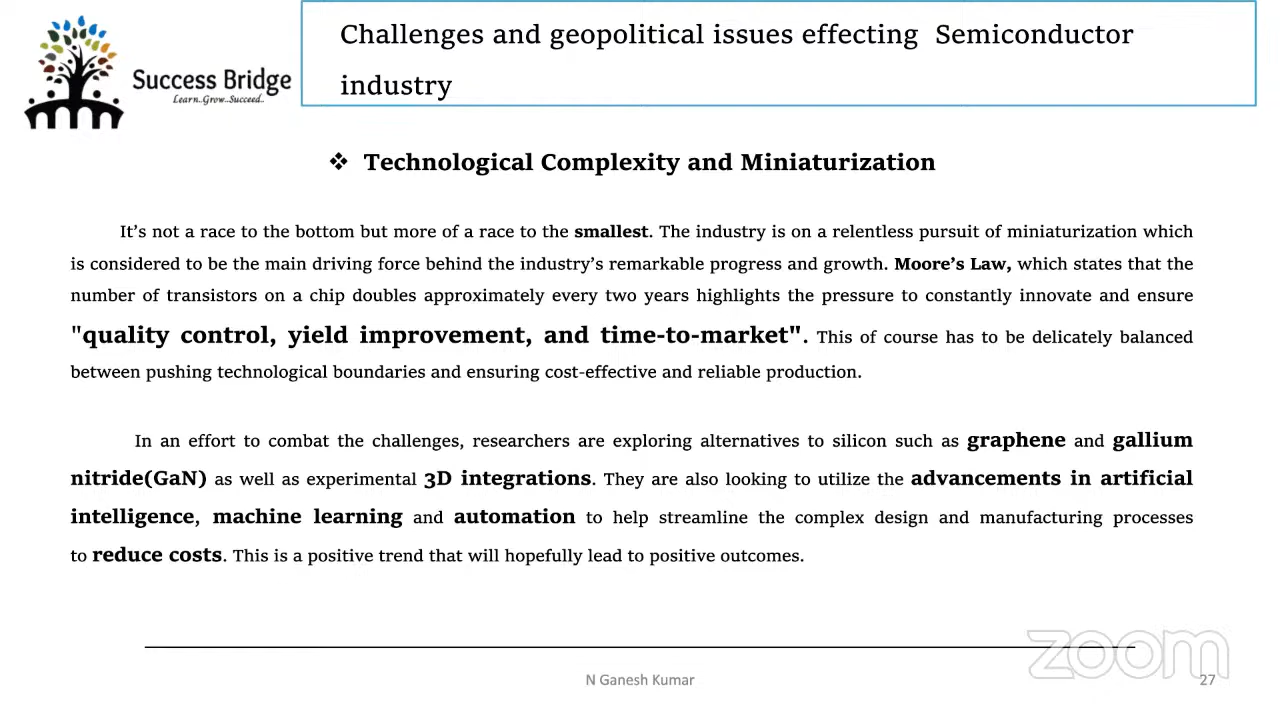 Success Bridge
Learn..Grow...Succeed..
Challenges and geopolitical issues effecting Semiconductor
industry
❖ Technological Complexity and Miniaturization
It’s not a race to the bottom but more of a race to the smallest. The industry is on a relentless pursuit of miniaturization which
is considered to be the main driving force behind the industry’s remarkable progress and growth. Moore’s Law, which states that the
number of transistors on a chip doubles approximately every two years highlights the pressure to constantly innovate and ensure
"quality control, yield improvement, and time-to-market". This of course has to be delicately balanced
between pushing technological boundaries and ensuring cost-effective and reliable production.
In an effort to combat the challenges, researchers are exploring alternatives to silicon such as graphene and gallium
nitride(GaN) as well as experimental 3D integrations. They are also looking to utilize the advancements in artificial
intelligence, machine learning and automation to help streamline the complex design and manufacturing processes
to reduce costs. This is a positive trend that will hopefully lead to positive outcomes.
zoom
N Ganesh Kumar
27